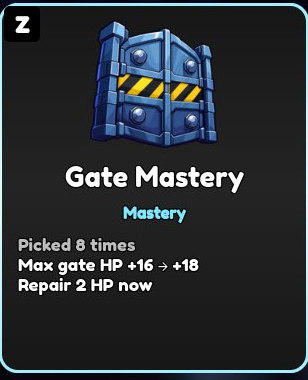 Z
Gate Mastery
Mastery
Picked 8 times
Max gate HP +16 → +18
Repair 2 HP now